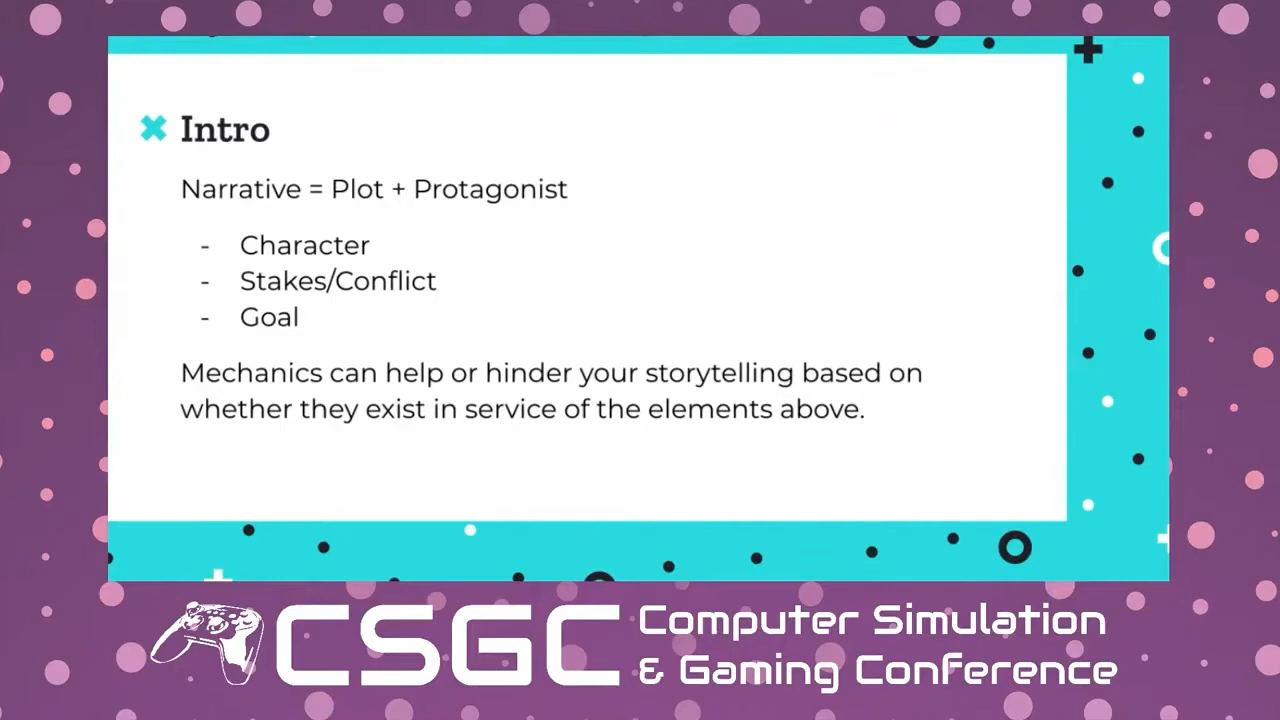 Intro
Narrative = Plot + Protagonist
- Character
- Stakes/Conflict
- Goal
Mechanics can help or hinder your storytelling based on
whether they exist in service of the elements above.
CSGC
Computer Simulation
& Gaming Conference